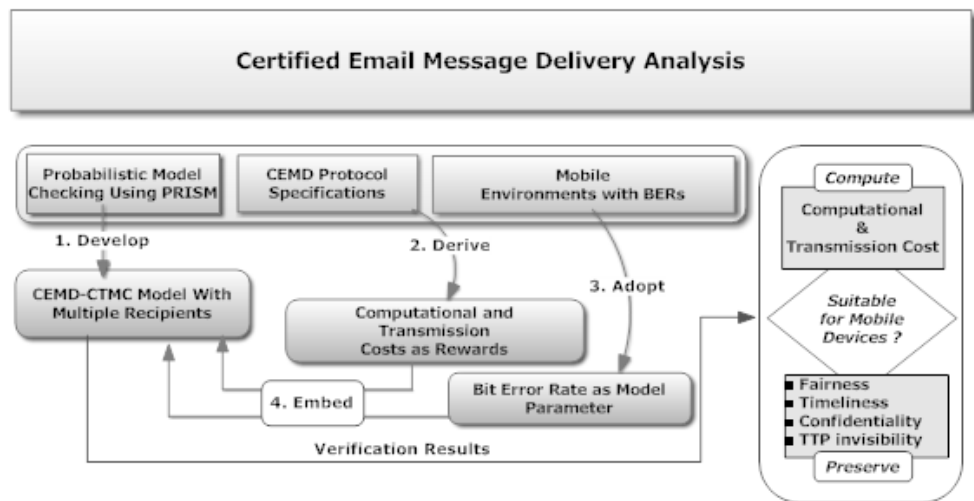 Certified Email Message Delivery Analysis
Probabilistic Model
Checking Using PRISM
CEMD Protocol
Specifications
Mobile
Environments with BERs
1. Develop
2. Derive
3. Adopt
CEMD-CTMC Model With
Multiple Recipients
Computational and
Transmission
Costs as Rewards
4. Embed
Bit Error Rate as Model
Parameter
Verification Results
Compute
Computational
&
Transmission Cost
Suitable
for Mobile
Devices ?
Fairness
Timeliness
Confidentiality
TTP invisibility
Preserve